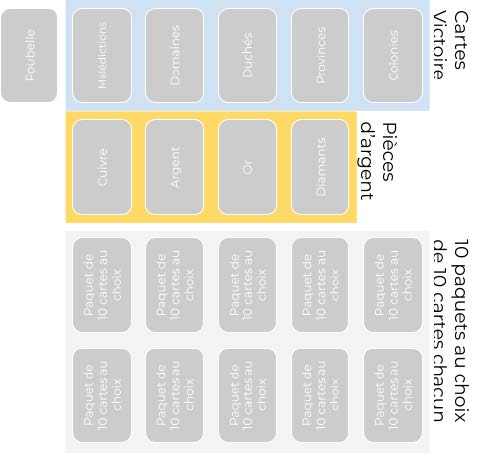 Poubelle
Malédictions
Domaines
Duchés
Provinces
Colonies
Cartes
Victoire
Cuivre
Argent
Or
Diamants
Pièces
d'argent
Paquet de
10 cartes au
choix
Paquet de
10 cartes au
choix
Paquet de
10 cartes au
choix
Paquet de
10 cartes au
choix
Paquet de
10 cartes au
choix
10 paquets au choix
de 10 cartes chacun
Paquet de
10 cartes au
choix
Paquet de
10 cartes au
choix
Paquet de
10 cartes au
choix
Paquet de
10 cartes au
choix
Paquet de
10 cartes au
choix